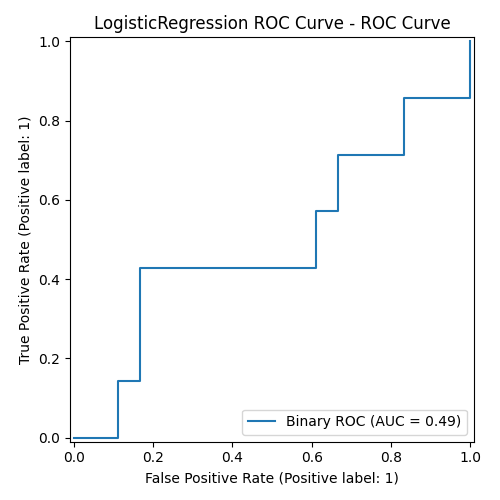 LogisticRegression ROC Curve - ROC Curve
True Positive Rate (Positive label: 1)
1.0
0.8
0.6
0.4
0.2
0.0
Binary ROC (AUC = 0.49)
0.0 0.2 0.4 0.6 0.8 1.0
False Positive Rate (Positive label: 1)